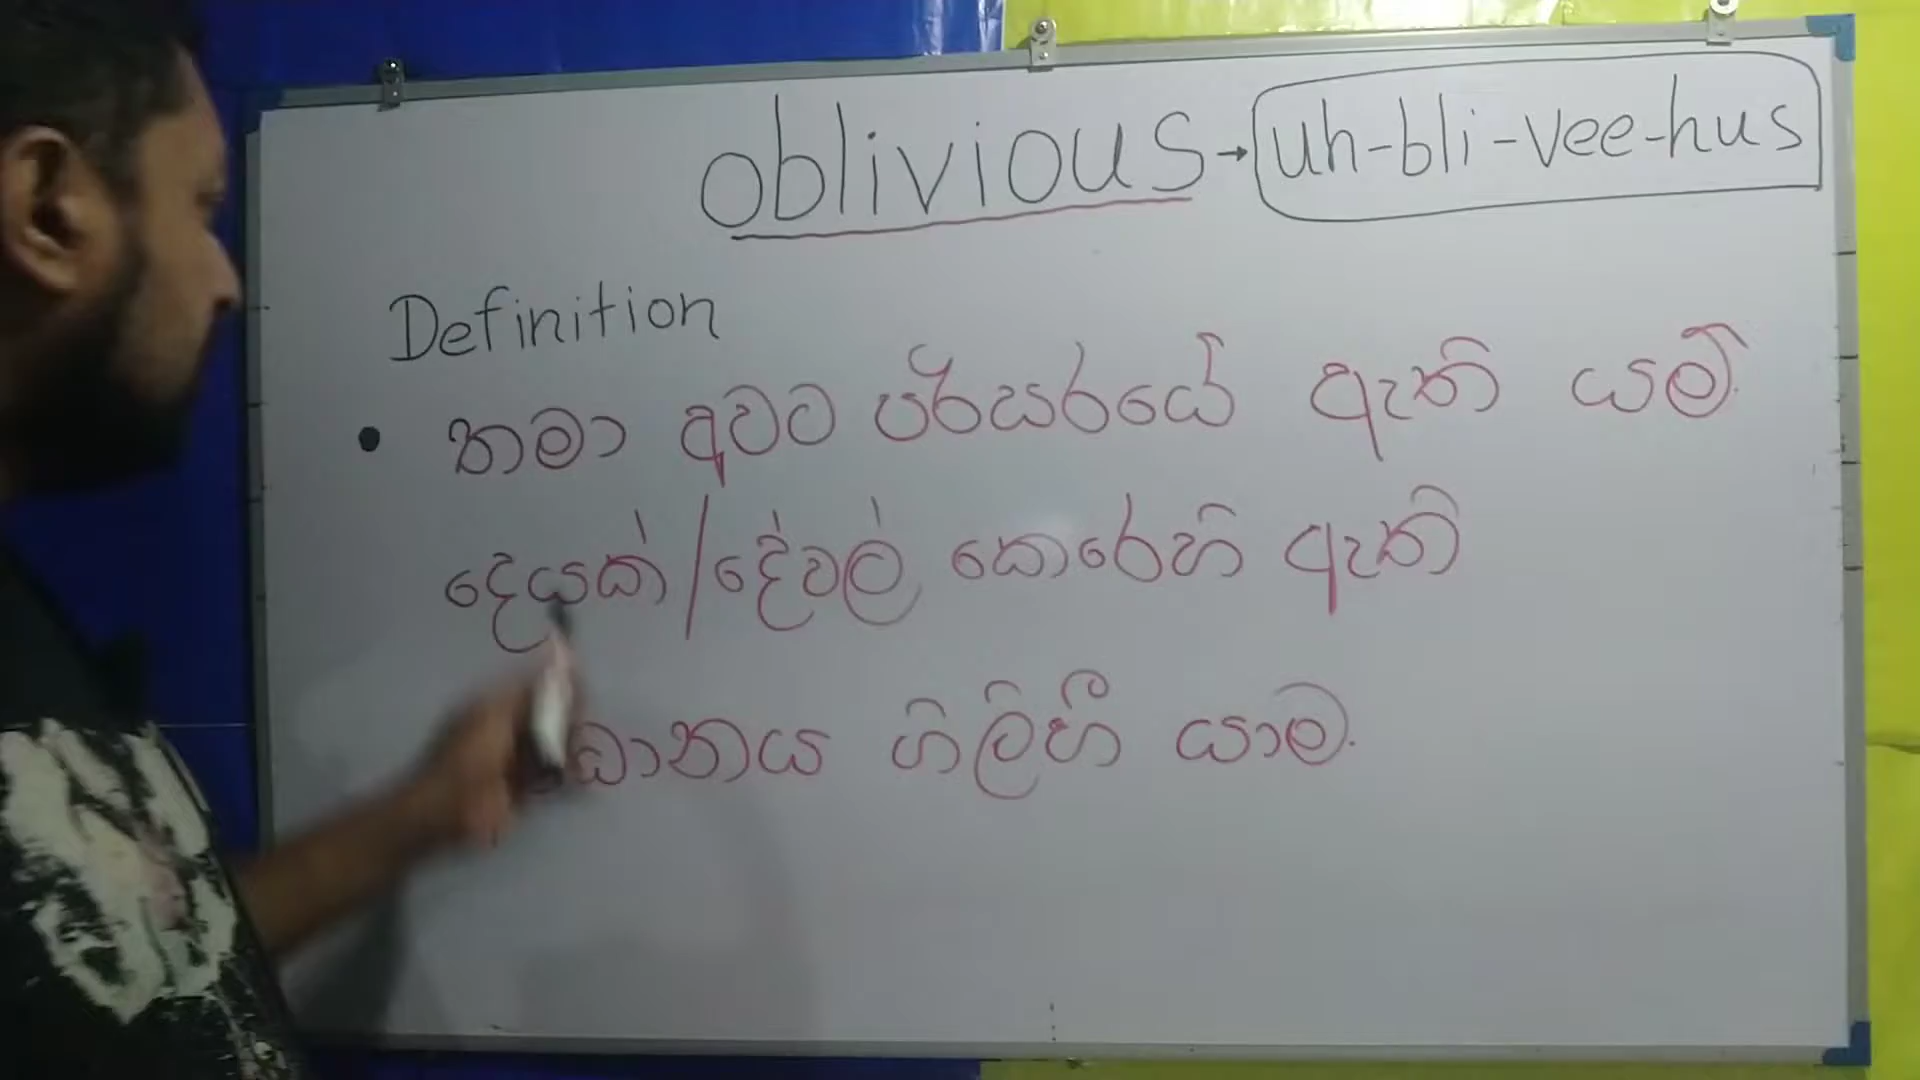 oblivious → uh-bli-vee-hus
Definition
• තමා අවට පරිසරයේ ඇති යම්
දෙයක්/දේවල් කෙරෙහි ඇති
ගිලිහී යාම.